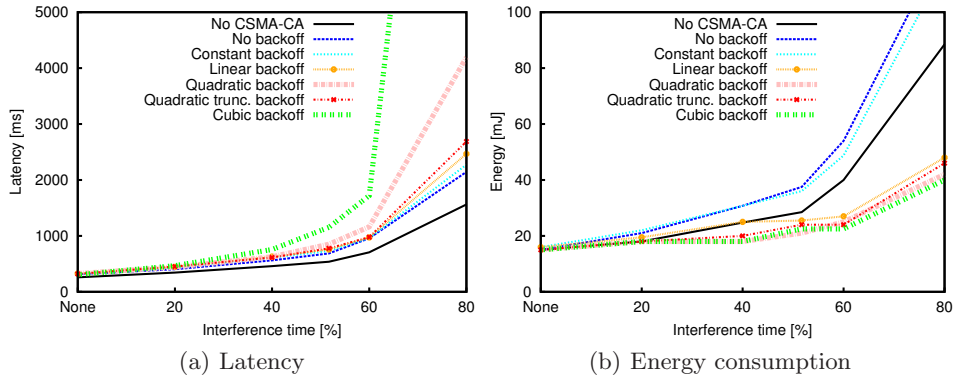 5000
4000
3000
2000
1000
0
Latency [ms]
No CSMA-CA
No backoff
Constant backoff
Linear backoff
Quadratic backoff
Quadratic trunc. backoff
Cubic backoff
None 20 40 60 80
Interference time [%]
(a) Latency
100
80
60
40
20
0
Energy [mJ]
No CSMA-CA
No backoff
Constant backoff
Linear backoff
Quadratic backoff
Quadratic trunc. backoff
Cubic backoff
None 20 40 60 80
Interference time [%]
(b) Energy consumption